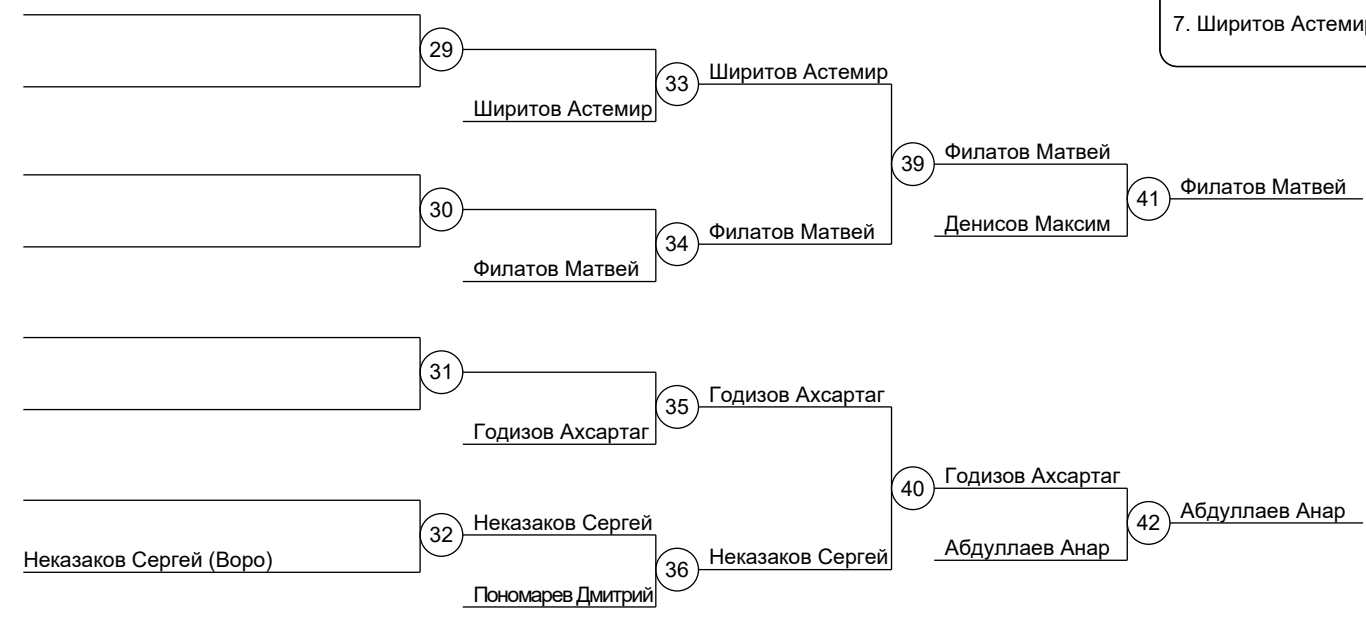 7. Ширитов Астемир
29
33
Ширитов Астемир
Ширитов Астемир
39
Филатов Матвей
30
41
Филатов Матвей
Денисов Максим
34
Филатов Матвей
Филатов Матвей
31
35
Годизов Ахсартаг
Годизов Ахсартаг
40
Годизов Ахсартаг
32
Неказаков Сергей
42
Абдуллаев Анар
Абдуллаев Анар
Неказаков Сергей (Воро)
36
Неказаков Сергей
Пономарев Дмитрий